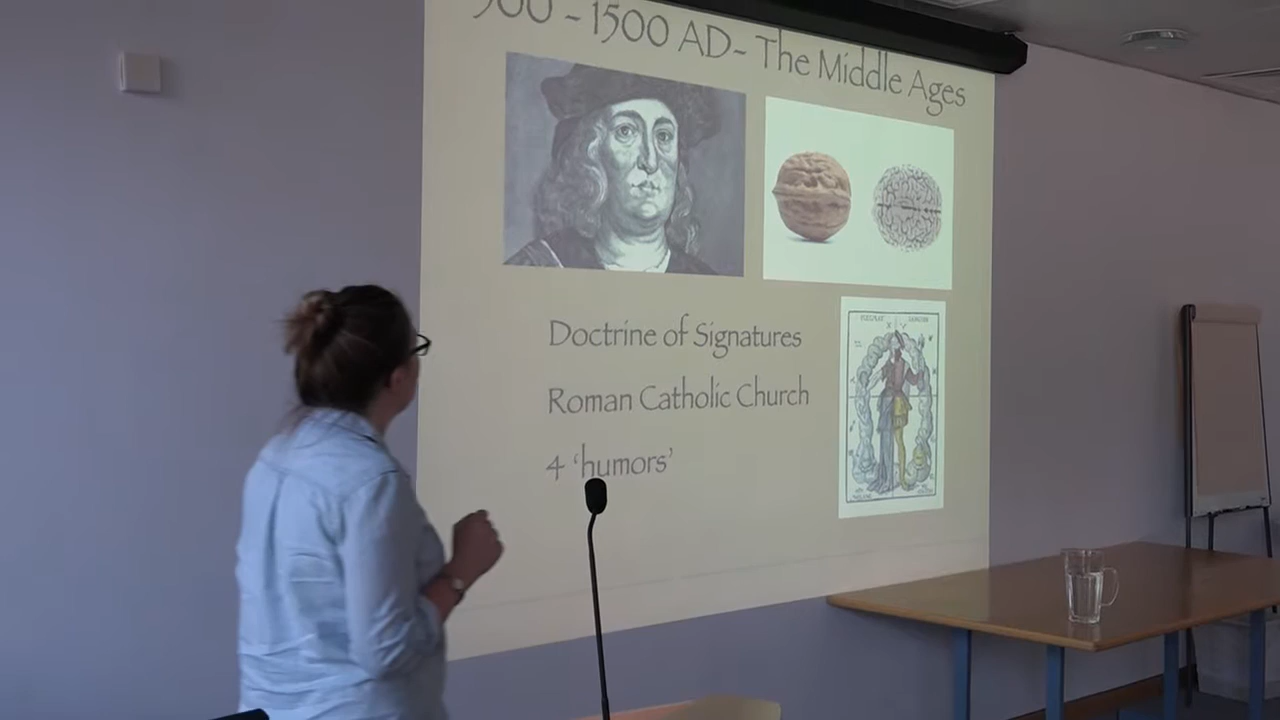 - 1500 AD- The Middle Ages
Doctrine of Signatures
Roman Catholic Church
4 ‘humors’